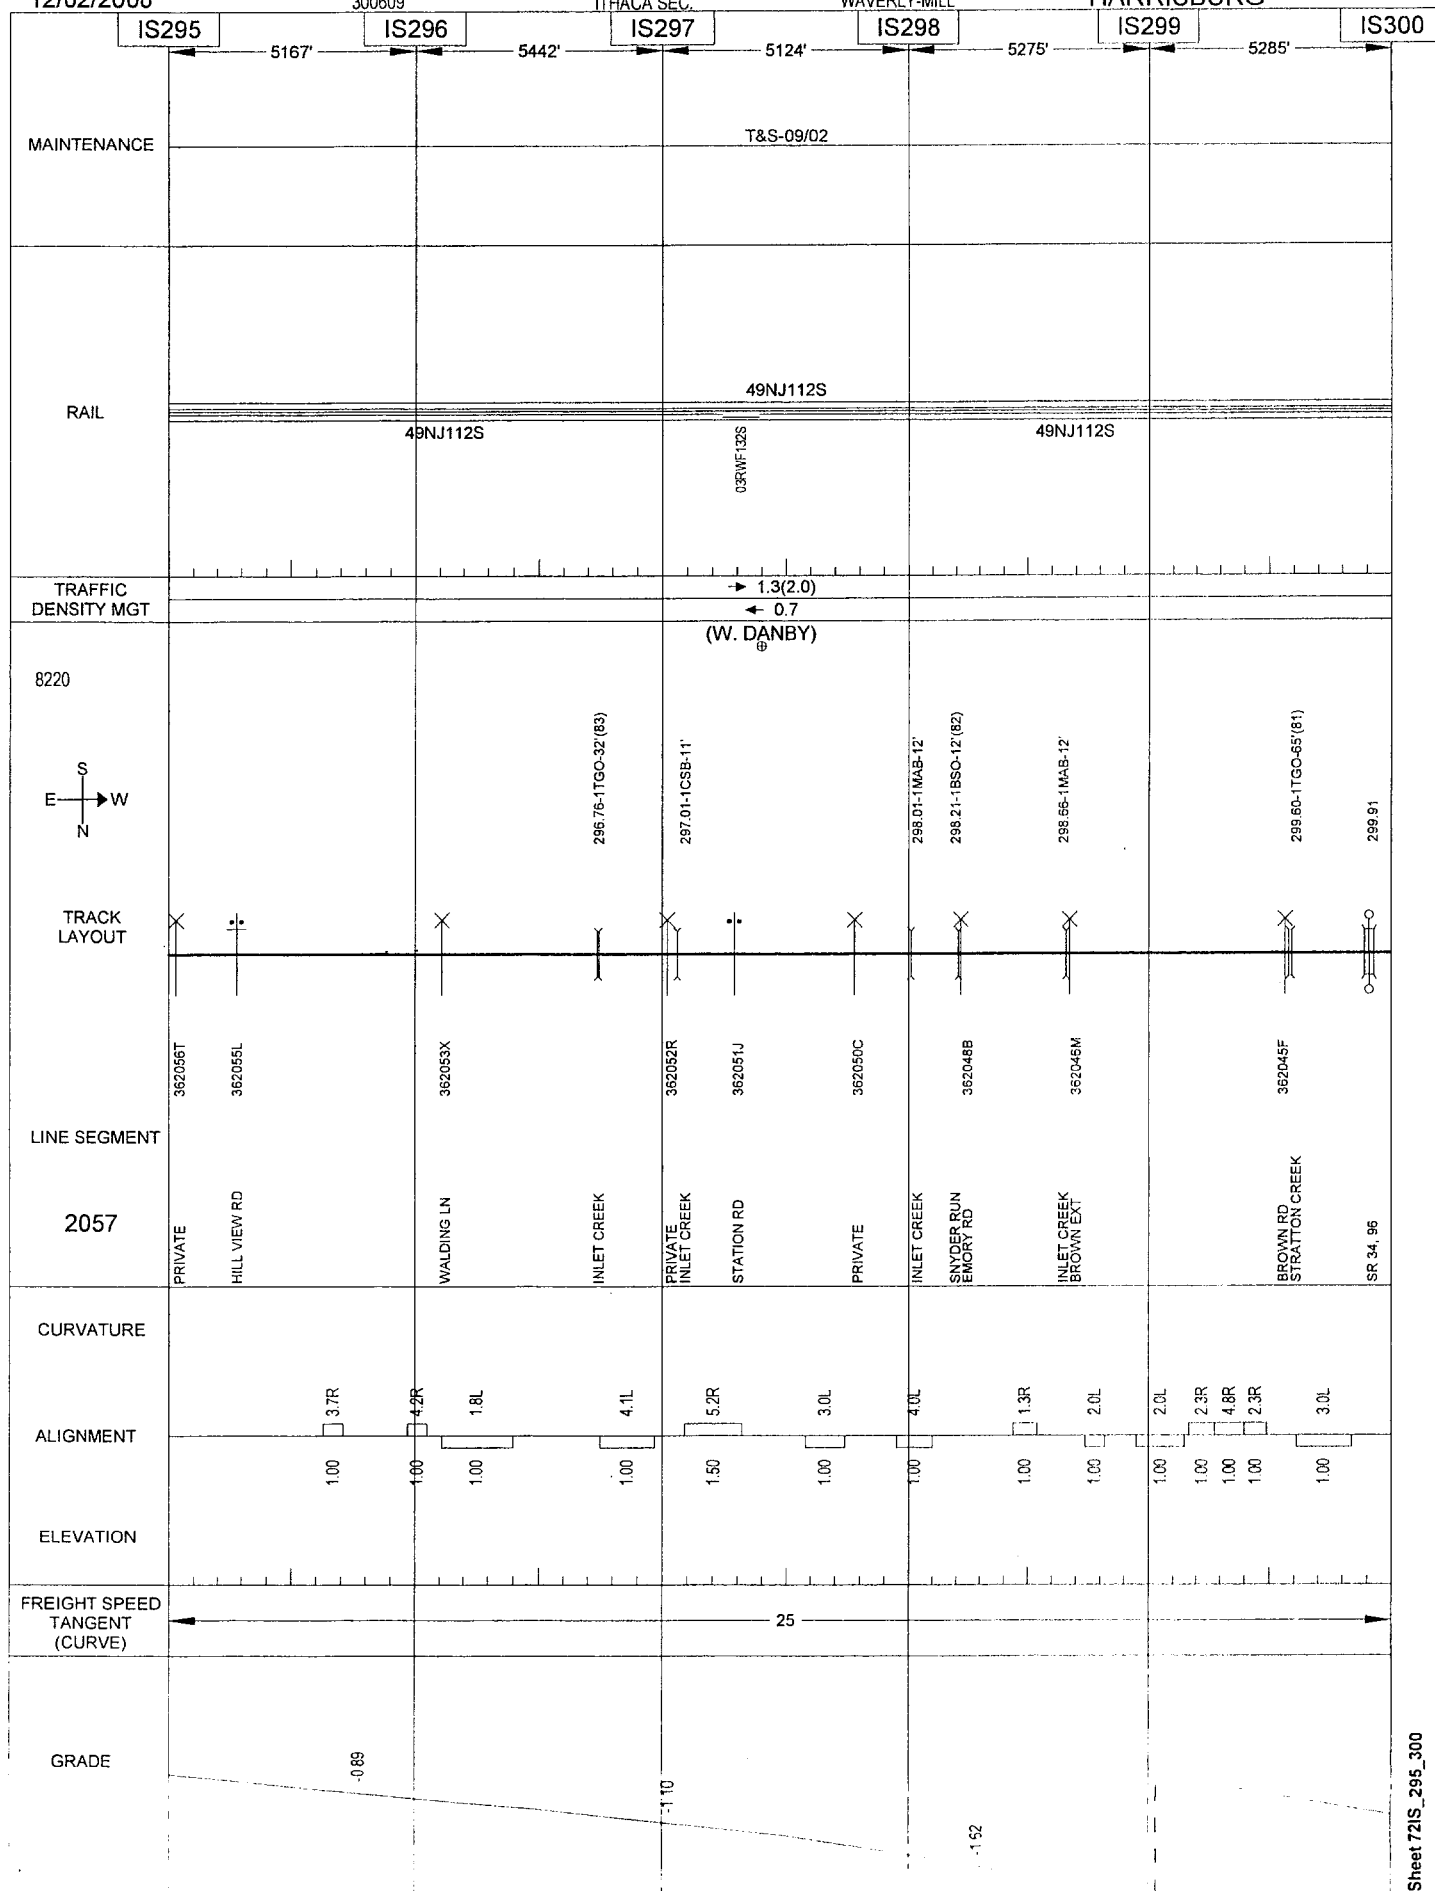 12/02/2008 300609 ITHACA SEC. WAVERLY-MILL HARRISBURG
IS295 IS296 IS297 IS298 IS299 IS300
5167' 5442' 5124' 5275' 5285'
MAINTENANCE
T&S-09/02
RAIL
49NJ112S
49NJ112S 49NJ112S
03RWF132S
TRAFFIC
DENSITY MGT
1.3(2.0)
0.7
(W. DANBY)
8220
S
E W
N
296.76-1TGO-32'(83)
297.01-1CSB-11'
298.01-1MAB-12'
298.21-1BSO-12'(82)
298.66-1MAB-12'
299.60-1TGO-65'(81)
299.91
TRACK
LAYOUT
362056T
362055L
362053X
362052R
362051J
362050C
362048B
362046M
362045F
LINE SEGMENT
2057
PRIVATE
HILL VIEW RD
WALDING LN
INLET CREEK
PRIVATE
INLET CREEK
STATION RD
PRIVATE
INLET CREEK
SNYDER RUN
EMORY RD
INLET CREEK
BROWN EXT
BROWN RD
STRATTON CREEK
SR 34, 96
CURVATURE
3.7R 4.2R 1.8L 4.1L 5.2R 3.0L 4.0L 1.3R 2.0L 2.0L 2.3R 4.8R 2.3R 3.0L
ALIGNMENT
1.00 1.00 1.00 1.00 1.50 1.00 1.00 1.00 1.00 1.00 1.00 1.00 1.00 1.00
ELEVATION
FREIGHT SPEED
TANGENT
(CURVE)
25
GRADE
-0.89
-1.10
-1.52
Sheet 72IS_295_300